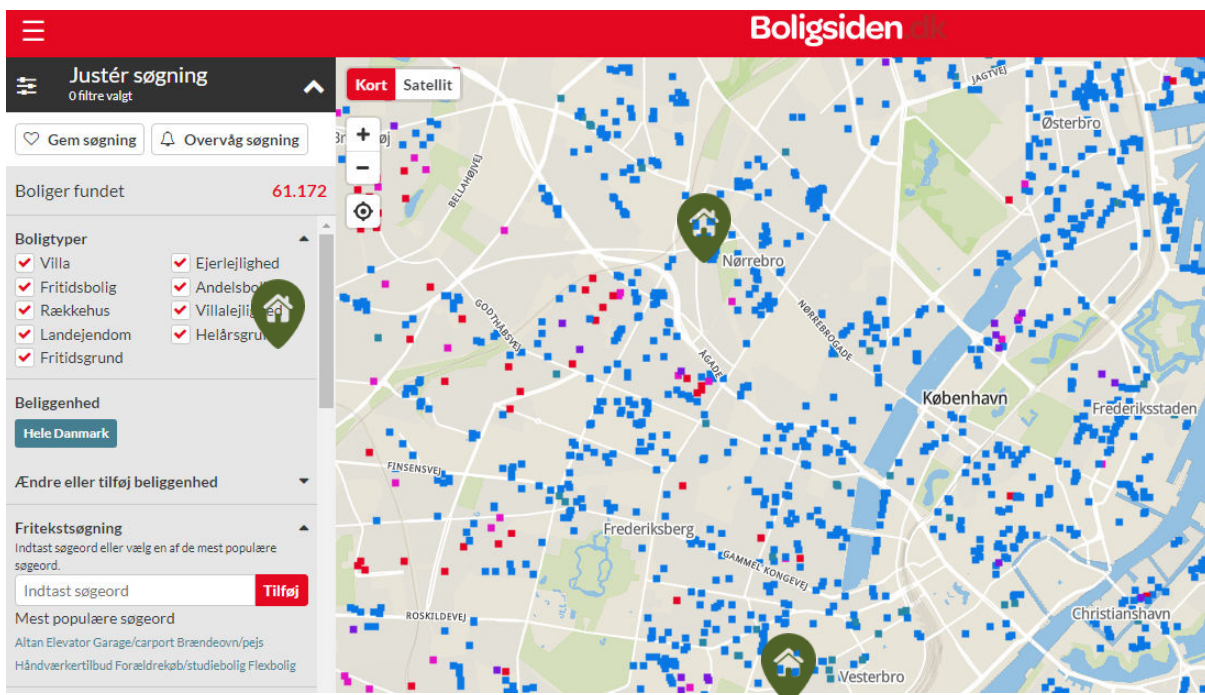 Boligsiden.dk
Justér søgning
0 filtre valgt
Gem søgning
Overvåg søgning
Boliger fundet
61.172
Boligtyper
Villa
Ejerlejlighed
Fritidsbolig
Rækkehus
Landejendom
Fritidsgrund
Beliggenhed
Hele Danmark
Ændre eller tilføj beliggenhed
Fritekstsøgning
Indtast søgeord eller vælg en af de mest populære
søgeord.
Indtast søgeord
Tilføj
Mest populære søgeord
Altan Elevator Garage/carport Brændeovn/pejs
Håndværkertilbud Forældrekøb/studiebolig Flexbolig
Kort
Satellit
JAGTVEJ
Østerbro
BELLAHØJVEJ
Nørrebro
GODTHÅBSVEJ
NØRREBROGADE
ÅGADE
København
Frederiksstaden
FINSENSVEJ
Frederiksberg
GAMMEL KONGEVEJ
ROSKILDEVEJ
Christianshavn
Vesterbro